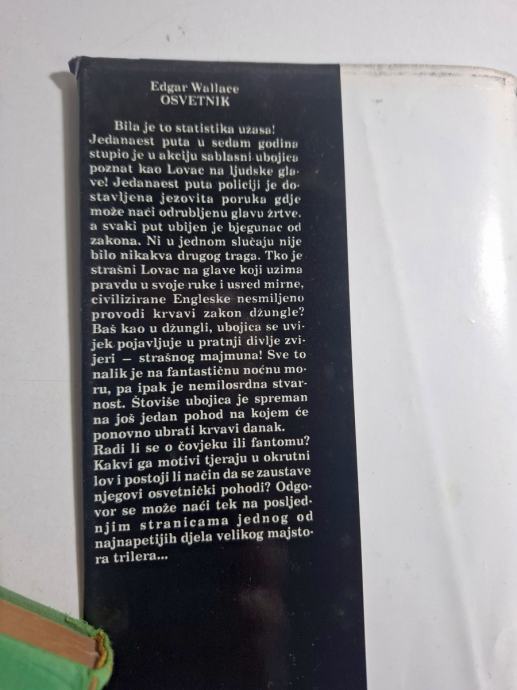 Edgar Wallace
OSVETNIK
Bila je to statistika užasa!
Jedanaest puta u sedam godina
stupio je u akciju sablasni ubojica
poznat kao Lovac na ljudske gla-
ve! Jedanaest puta policiji je do-
stavljena jezovita poruka gdje
može naći odrubljenu glavu žrtve,
a svaki put ubijen je bjegunac od
zakona. Ni u jednom slučaju nije
bilo nikakva drugog traga. Tko je
strašni Lovac na glave koji uzima
pravdu u svoje ruke i usred mirne,
civilizirane Engleske nesmiljeno
provodi krvavi zakon džungle?
Baš kao u džungli, ubojica se uvi-
jek pojavljuje u pratnji divlje zvi-
jeri – strašnog majmuna! Sve to
nalik je na fantastičnu noćnu mo-
ru, pa ipak je nemilosrdna stvar-
nost. Štoviše ubojica je spreman
na još jedan pohod na kojem će
ponovno ubrati krvavi danak.
Radi li se o čovjeku ili fantomu?
Kakvi ga motivi tjeraju u okrutni
lov i postoji li način da se zaustave
njegovi osvetnički pohodi? Odgo-
vor se može naći tek na posljed-
njim stranicama jednog od
najnapetijih djela velikog majsto-
ra trilera...